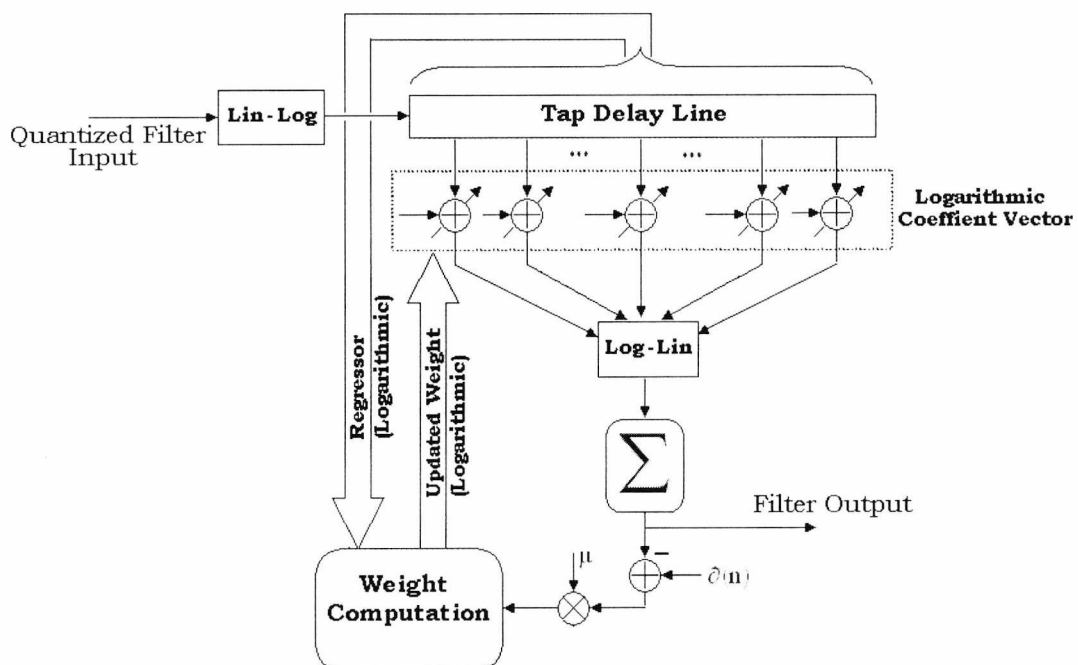 Lin-Log
Quantized Filter
Input
Tap Delay Line
...
...
Logarithmic
Coeffient Vector
Log-Lin
Regressor
(Logarithmic)
Updated Weight
(Logarithmic)
Σ
Filter Output
−
∂(n)
μ
Weight
Computation